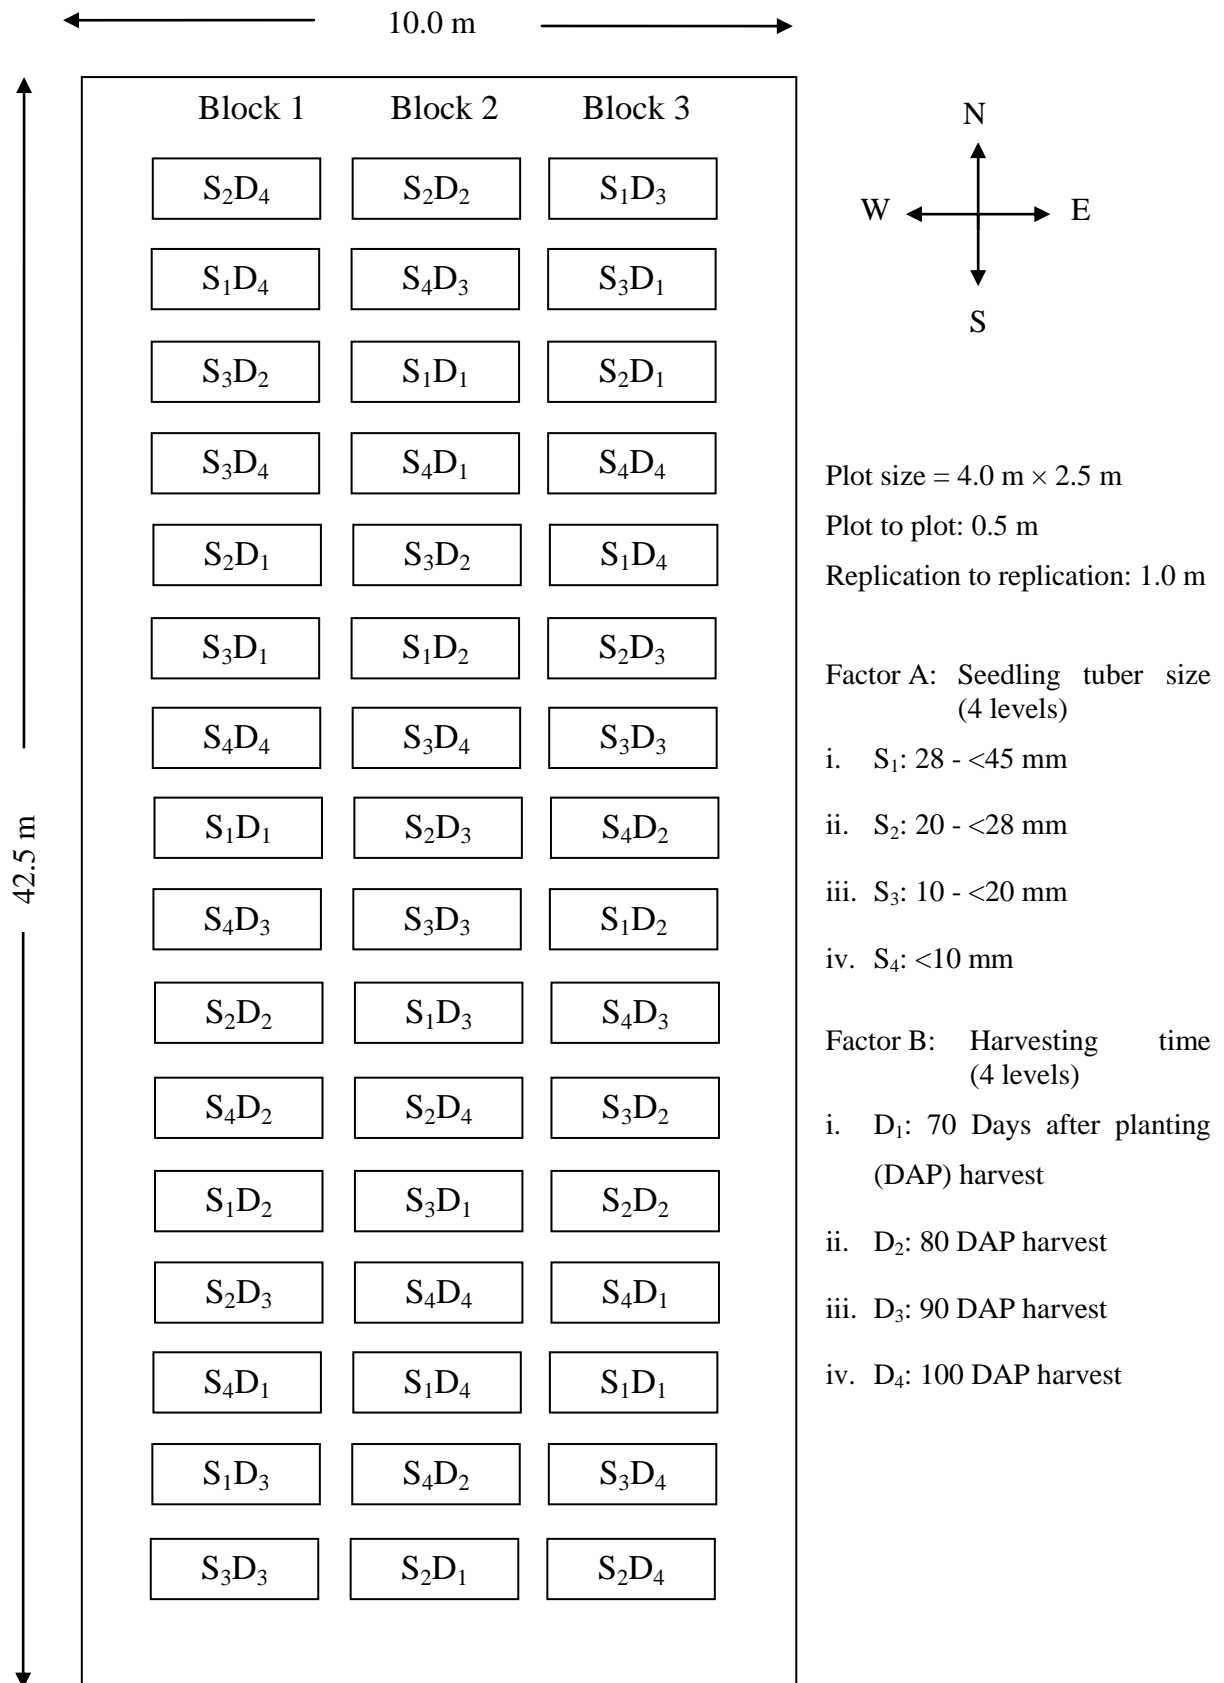 10.0 m
Block 1 Block 2 Block 3
N
S₂D₄ S₂D₂ S₁D₃
W E
S₁D₄ S₄D₃ S₃D₁
S
S₃D₂ S₁D₁ S₂D₁
S₃D₄ S₄D₁ S₄D₄
Plot size = 4.0 m × 2.5 m
Plot to plot: 0.5 m
S₂D₁ S₃D₂ S₁D₄
Replication to replication: 1.0 m
S₃D₁ S₁D₂ S₂D₃
Factor A: Seedling tuber size
(4 levels)
S₄D₄ S₃D₄ S₃D₃
i. S₁: 28 - <45 mm
S₁D₁ S₂D₃ S₄D₂
ii. S₂: 20 - <28 mm
42.5 m
iii. S₃: 10 - <20 mm
S₄D₃ S₃D₃ S₁D₂
iv. S₄: <10 mm
S₂D₂ S₁D₃ S₄D₃
Factor B: Harvesting time
(4 levels)
S₄D₂ S₂D₄ S₃D₂
i. D₁: 70 Days after planting
(DAP) harvest
S₁D₂ S₃D₁ S₂D₂
ii. D₂: 80 DAP harvest
S₂D₃ S₄D₄ S₄D₁
iii. D₃: 90 DAP harvest
S₄D₁ S₁D₄ S₁D₁
iv. D₄: 100 DAP harvest
S₁D₃ S₄D₂ S₃D₄
S₃D₃ S₂D₁ S₂D₄